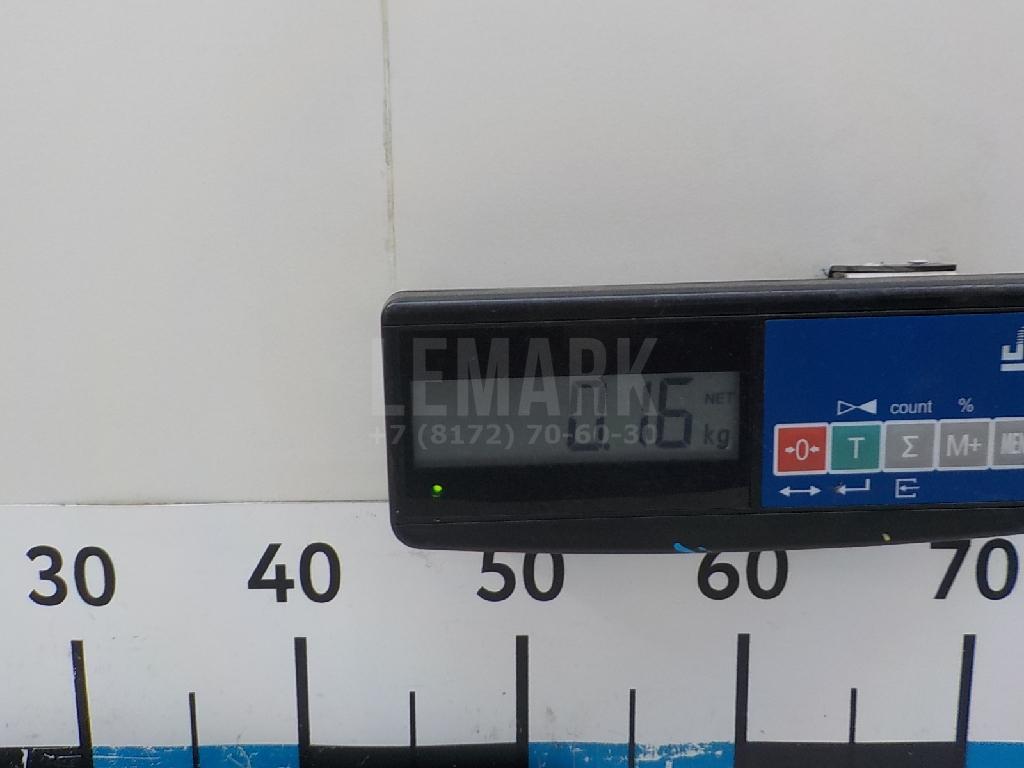 LEMARK
+7 (8172) 70-60-30
0.16 NET kg
count %
→0← T Σ M+
30 40 50 60 70